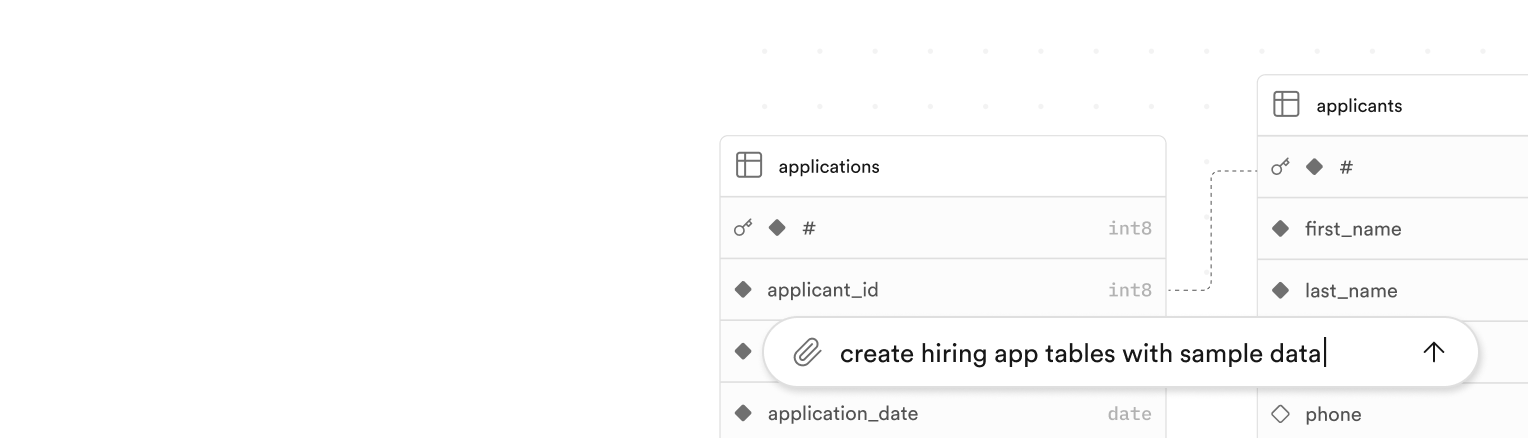 applications
# int8
applicant_id int8
application_date date
applicants
#
first_name
last_name
phone
create hiring app tables with sample data